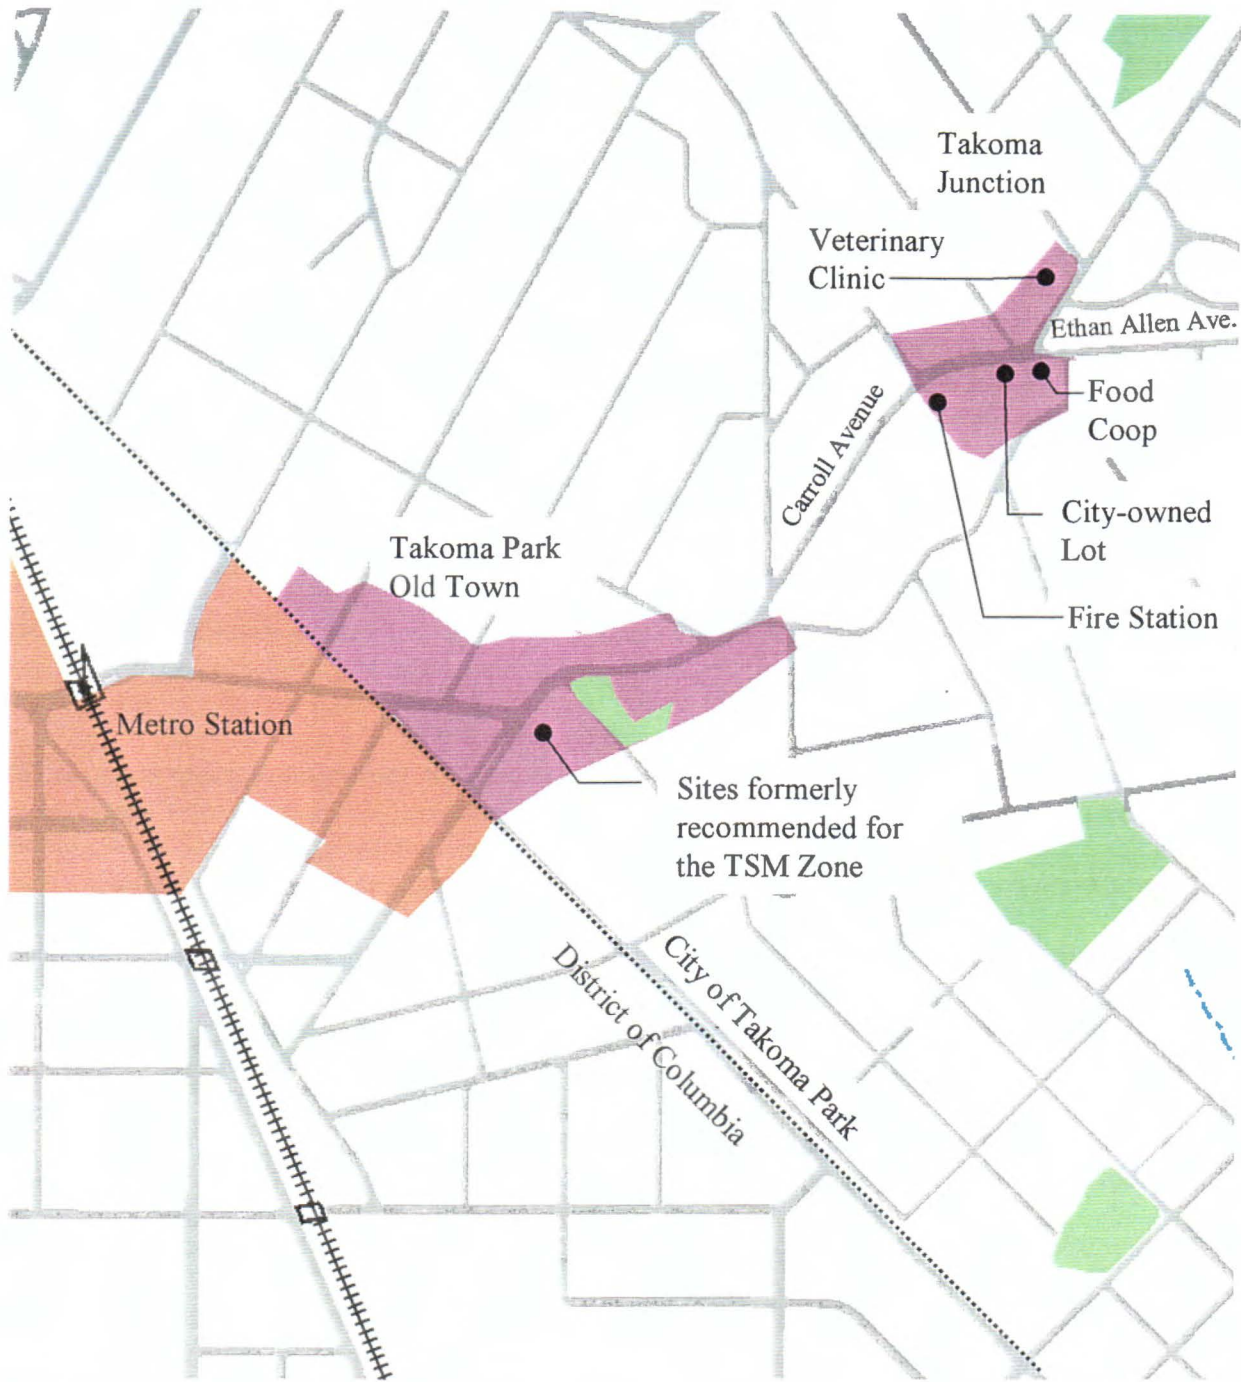 Takoma
Junction
Veterinary
Clinic
Ethan Allen Ave.
Food
Coop
Carroll Avenue
City-owned
Lot
Takoma Park
Old Town
Fire Station
Metro Station
Sites formerly
recommended for
the TSM Zone
City of Takoma Park
District of Columbia